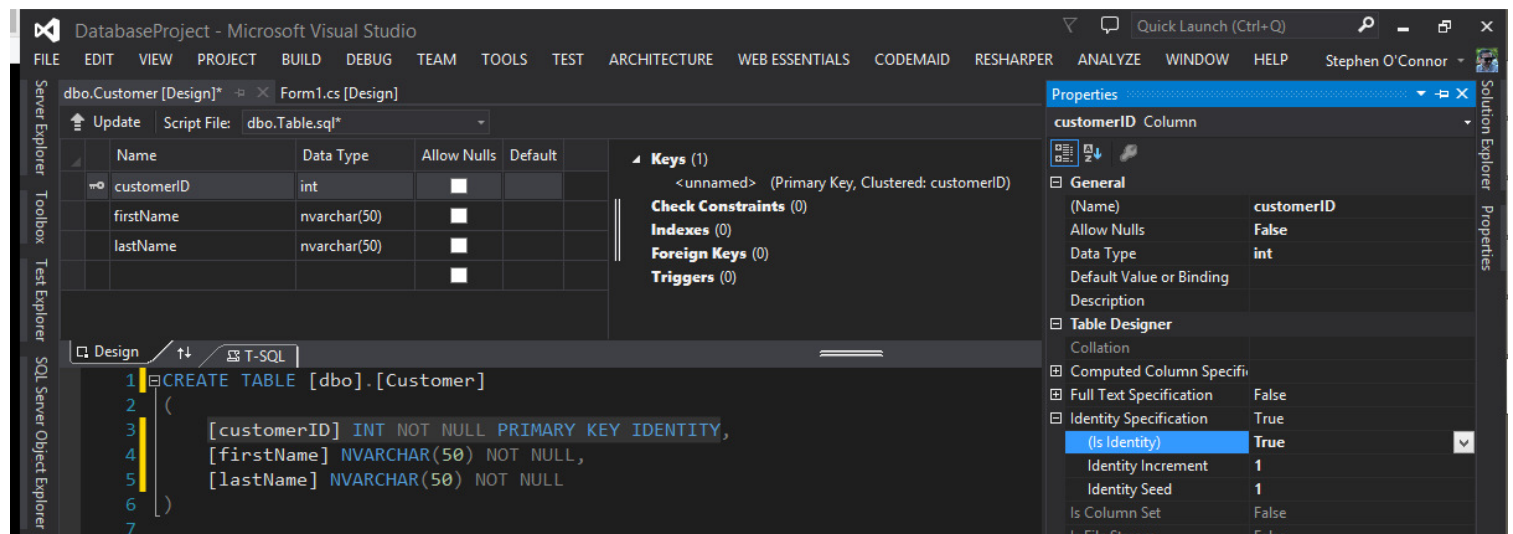 DatabaseProject - Microsoft Visual Studio
Quick Launch (Ctrl+Q)
FILE EDIT VIEW PROJECT BUILD DEBUG TEAM TOOLS TEST ARCHITECTURE WEB ESSENTIALS CODEMAID RESHARPER ANALYZE WINDOW HELP Stephen O'Connor
Server Explorer
Toolbox
Test Explorer
SQL Server Object Explorer
dbo.Customer [Design]* Form1.cs [Design]
Update Script File: dbo.Table.sql*
Name Data Type Allow Nulls Default
customerID int
firstName nvarchar(50)
lastName nvarchar(50)
Keys (1)
<unnamed> (Primary Key, Clustered: customerID)
Check Constraints (0)
Indexes (0)
Foreign Keys (0)
Triggers (0)
Design T-SQL
1 CREATE TABLE [dbo].[Customer]
2 (
3 [customerID] INT NOT NULL PRIMARY KEY IDENTITY,
4 [firstName] NVARCHAR(50) NOT NULL,
5 [lastName] NVARCHAR(50) NOT NULL
6 )
7
Properties
customerID Column
General
(Name) customerID
Allow Nulls False
Data Type int
Default Value or Binding
Description
Table Designer
Collation
Computed Column Specifi
Full Text Specification False
Identity Specification True
(Is Identity) True
Identity Increment 1
Identity Seed 1
Is Column Set False
Solution Explorer
Properties